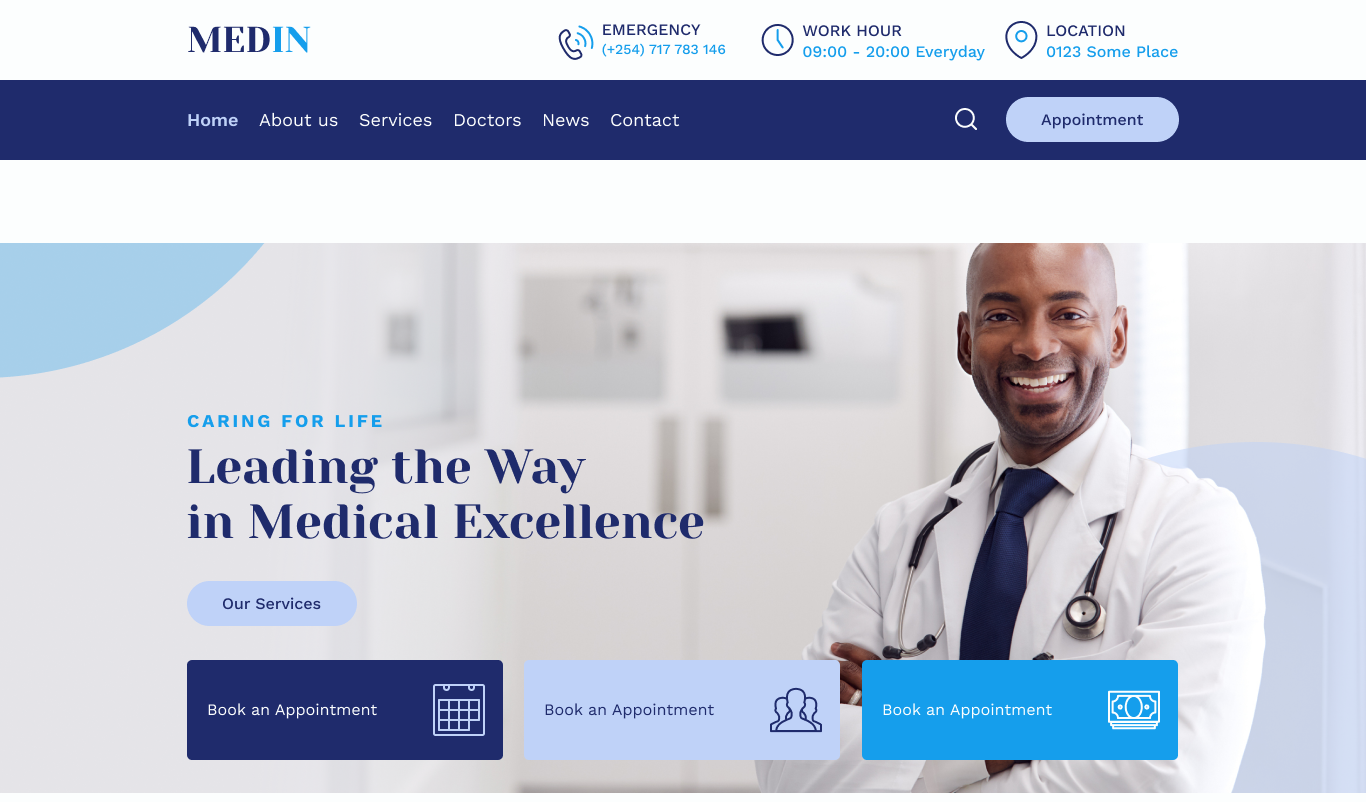 MEDIN
EMERGENCY
(+254) 717 783 146
WORK HOUR
09:00 - 20:00 Everyday
LOCATION
0123 Some Place
Home About us Services Doctors News Contact
Appointment
CARING FOR LIFE
Leading the Way
in Medical Excellence
Our Services
Book an Appointment
Book an Appointment
Book an Appointment